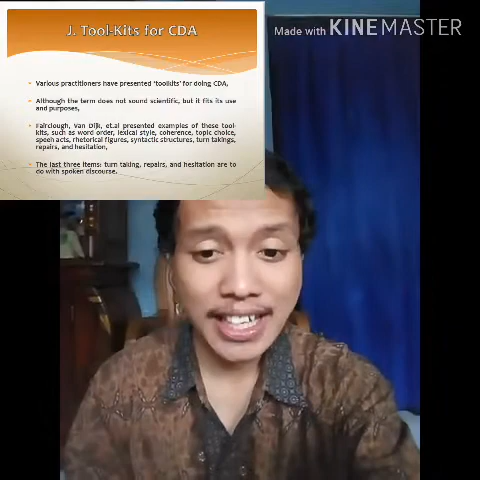 J. Tool-Kits for CDA
Made with KINEMASTER
Various practitioners have presented 'toolkits' for doing CDA,
Although the term does not sound scientific, but it fits its use
and purposes,
Fairclough, Van Dijk, et.al presented examples of these tool-
kits, such as word order, lexical style, coherence, topic choice,
speeh acts, rhetorical figures, syntactic structures, turn takings,
repairs, and hesitation,
The last three items: turn taking, repairs, and hesitation are to
do with spoken discourse.